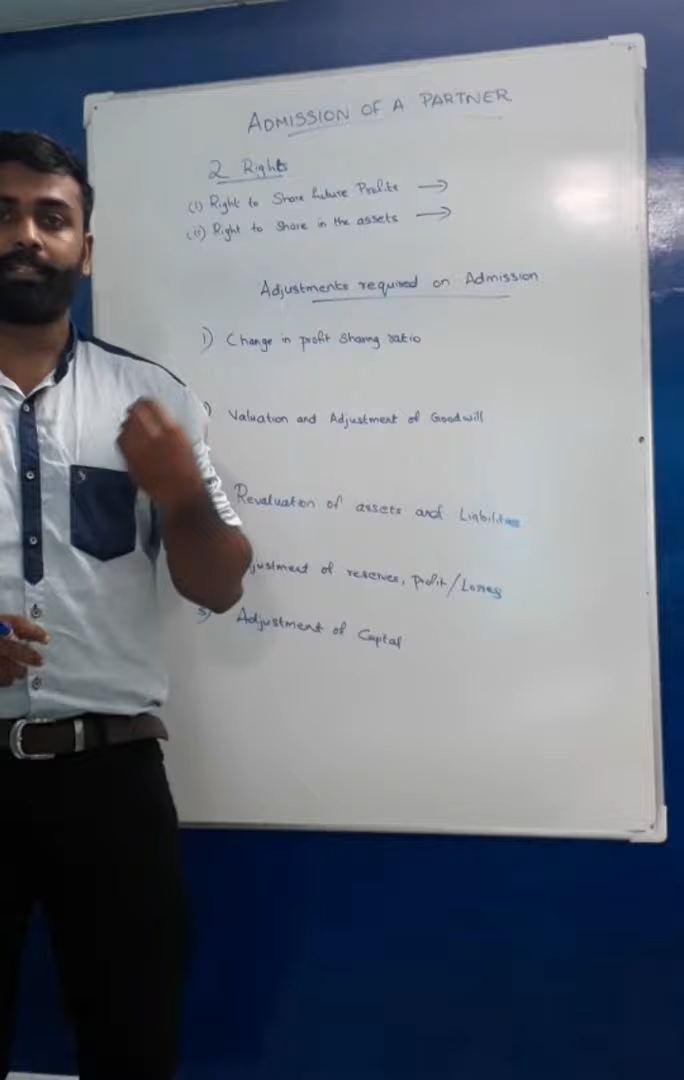 ADMISSION OF A PARTNER
2 Rights
(i) Right to Share future Profits →
(ii) Right to Share in the assets →
Adjustments required on Admission
1) Change in profit Sharing ratio
) Valuation and Adjustment of Goodwill
Revaluation of assets and Liabilities
justment of reserves, Profit/Losses
5) Adjustment of Capital